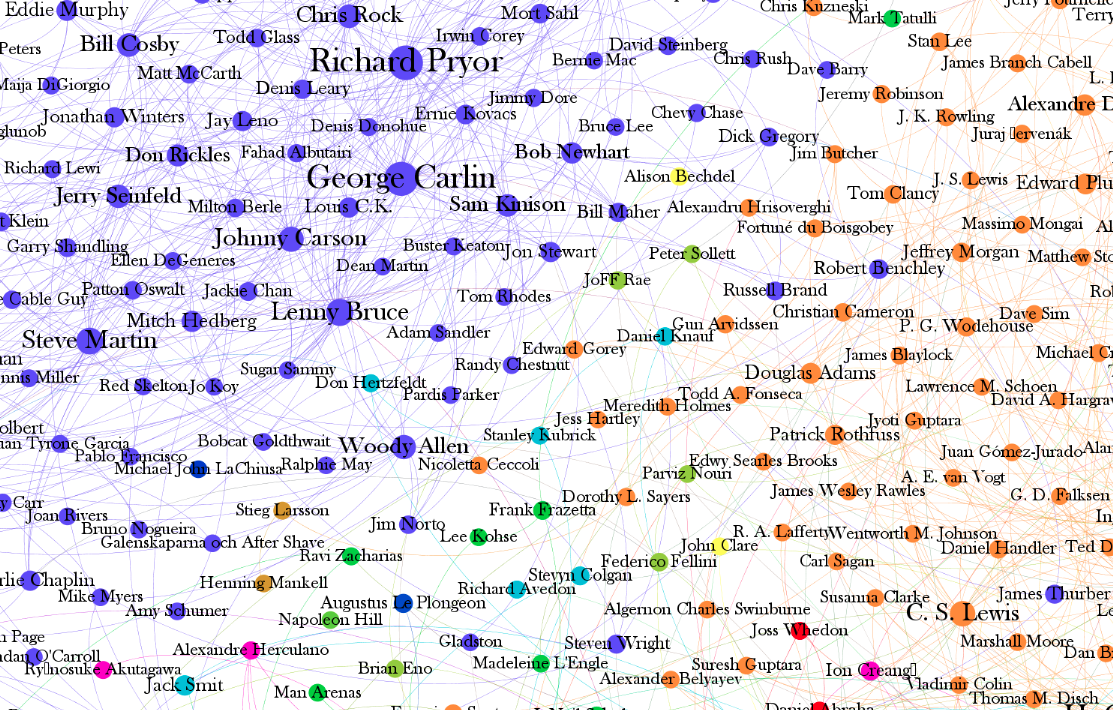 Eddie Murphy
Chris Rock
Mort Sahl
Chris Kuzneski
Mark Tatulli
Terry
Peters
Bill Cosby
Todd Glass
Irwin Corey
David Steinberg
Stan Lee
Richard Pryor
Bernie Mac
Chris Rush
Dave Barry
James Branch Cabell
Matt McCarth
Maija DiGiorgio
Denis Leary
Jimmy Dore
Jeremy Robinson
L.
Alexandre D
Jonathan Winters
Jay Leno
Denis Donohue
Ernie Kovacs
Bruce Lee
Chevy Chase
J. K. Rowling
glunob
Dick Gregory
Juraj ervenák
Don Rickles
Fahad Albutairi
Bob Newhart
Jim Butcher
Richard Lewi
George Carlin
Alison Bechdel
J. S. Lewis
Edward Plu
Jerry Seinfeld
Milton Berle
Louis C.K.
Sam Kinison
Bill Maher
Alexandru Hrisoverghi
Tom Clancy
t Klein
Fortuné du Boisgobey
Massimo Mongai
Al
Garry Shandling
Johnny Carson
Buster Keaton
Jon Stewart
Peter Sollett
Jeffrey Morgan
Matthew Sto
Ellen DeGeneres
Dean Martin
JoFF Rae
Robert Benchley
e Cable Guy
Patton Oswalt
Jackie Chan
Tom Rhodes
Russell Brand
Rol
Mitch Hedberg
Lenny Bruce
Christian Cameron
Dave Sim
Steve Martin
Adam Sandler
Daniel Knauf
Gun Arvidssen
P. G. Wodehouse
man
Edward Gorey
James Blaylock
Michael C
nnis Miller
Sugar Sammy
Randy Chestnut
Douglas Adams
Red Skelton
Jo Koy
Don Hertzfeldt
Pardis Parker
Todd A. Fonseca
Lawrence M. Schoen
David A. Hargrav
Meredith Holmes
Jess Hartley
Jyoti Guptara
olbert
an Tyrone Garcia
Bobcat Goldthwait
Woody Allen
Stanley Kubrick
Patrick Rothfuss
Juan Gómez-Jurado
Alan
Pablo Francisco
Michael John LaChiusa
Ralphie May
Nicoletta Ceccoli
Edwy Searles Brooks
Parviz Nouri
A. E. van Vogt
y Carr
Dorothy L. Sayers
James Wesley Rawles
G. D. Falsen
Joan Rivers
Stieg Larsson
Frank Frazetta
In
Bruno Nogueira
Jim Norto
Lee Kohse
R. A. Laffert
Wentworth M. Johnson
Galenskaparna och After Shave
Ravi Zacharias
John Clare
Daniel Handler
Ted D
Federico Fellini
Carl Sagan
rlie Chaplin
Henning Mankell
Stevyn Colgan
Richard Avedon
Mike Myers
Susanna Clarke
James Thurber
Amy Schumer
Augustus Le Plongeon
Algernon Charles Swinburne
C. S. Lewis
Le
Napoleon Hill
Joss Whedon
n Page
Gladston
Steven Wright
Marshall Moore
ndan O'Carroll
Alexandre Herculano
Dan B
Ry nosuke Akutagawa
Brian Eno
Madeleine L'Engle
Suresh Guptara
Ion Creang
Jack Smit
Alexander Belyayev
Vladimir Colin
Man Arenas
Thomas M. Disch